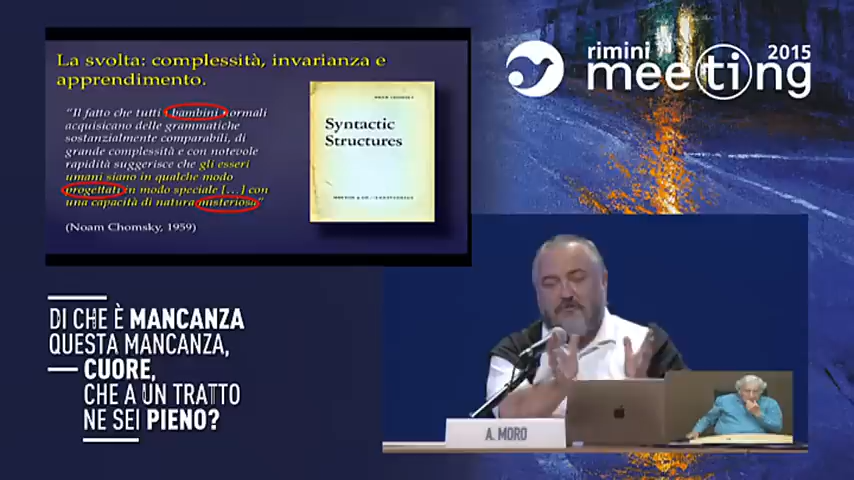 La svolta: complessità, invarianza e
apprendimento.
"Il fatto che tutti i bambini normali
acquisicano delle grammatiche
sostanzialmente comparabili, di
grande complessità e con notevole
rapidità suggerisce che gli esseri
umani siano in qualche modo
progettati in modo speciale [...] con
una capacità di natura misteriosa"
(Noam Chomsky, 1959)
NOAM CHOMSKY
Syntactic
Structures
rimini 2015
meeting
DI CHE È MANCANZA
QUESTA MANCANZA,
CUORE,
CHE A UN TRATTO
NE SEI PIENO?
A. MORO